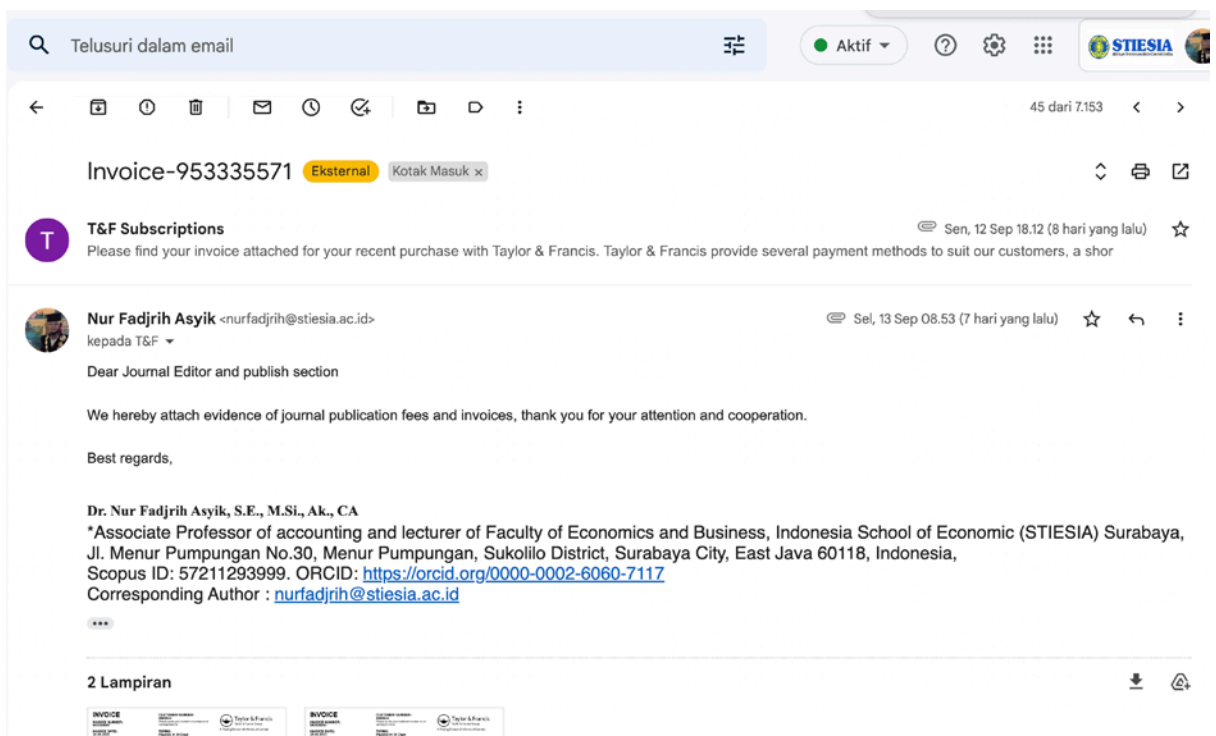 Telusuri dalam email
Aktif
STIESIA
45 dari 7.153
Invoice-953335571 Eksternal Kotak Masuk ×
T
T&F Subscriptions
Sen, 12 Sep 18.12 (8 hari yang lalu)
Please find your invoice attached for your recent purchase with Taylor & Francis. Taylor & Francis provide several payment methods to suit our customers, a shor
Nur Fadjrih Asyik <nurfadjrih@stiesia.ac.id>
Sel, 13 Sep 08.53 (7 hari yang lalu)
kepada T&F
Dear Journal Editor and publish section
We hereby attach evidence of journal publication fees and invoices, thank you for your attention and cooperation.
Best regards,
Dr. Nur Fadjrih Asyik, S.E., M.Si., Ak., CA
*Associate Professor of accounting and lecturer of Faculty of Economics and Business, Indonesia School of Economic (STIESIA) Surabaya,
Jl. Menur Pumpungan No.30, Menur Pumpungan, Sukolilo District, Surabaya City, East Java 60118, Indonesia,
Scopus ID: 57211293999. ORCID: https://orcid.org/0000-0002-6060-7117
Corresponding Author : nurfadjrih@stiesia.ac.id
2 Lampiran
INVOICE
Taylor & Francis
INVOICE
Taylor & Francis